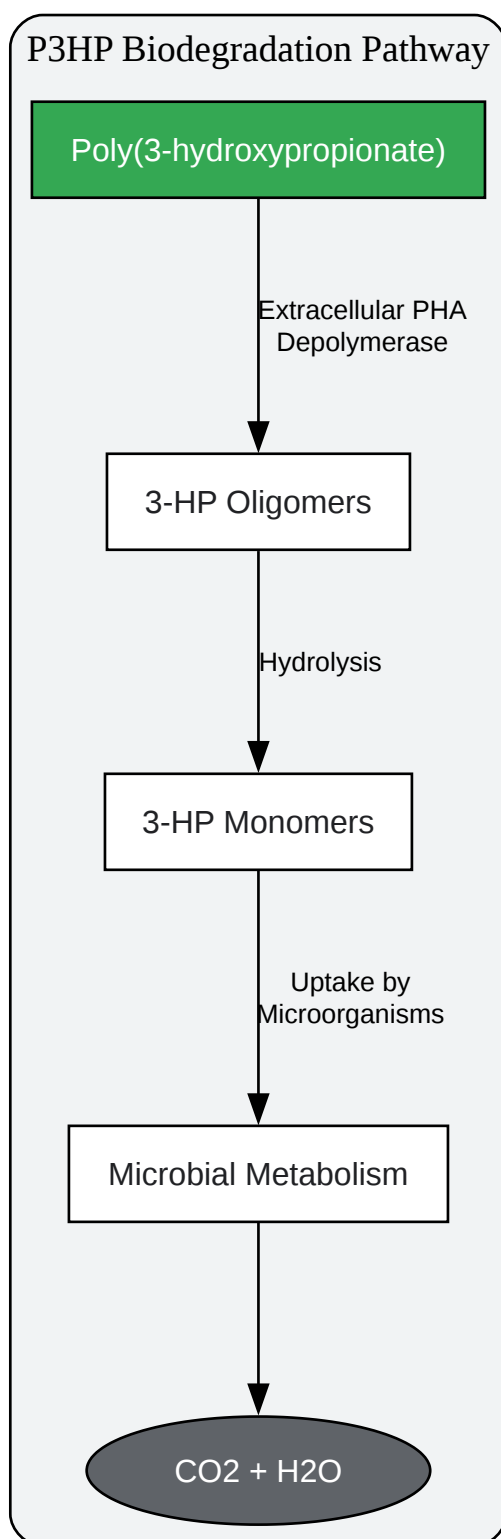 P3HP Biodegradation Pathway
Poly(3-hydroxypropionate)
Extracellular PHA
Depolymerase
3-HP Oligomers
Hydrolysis
3-HP Monomers
Uptake by
Microorganisms
Microbial Metabolism
CO2 + H2O